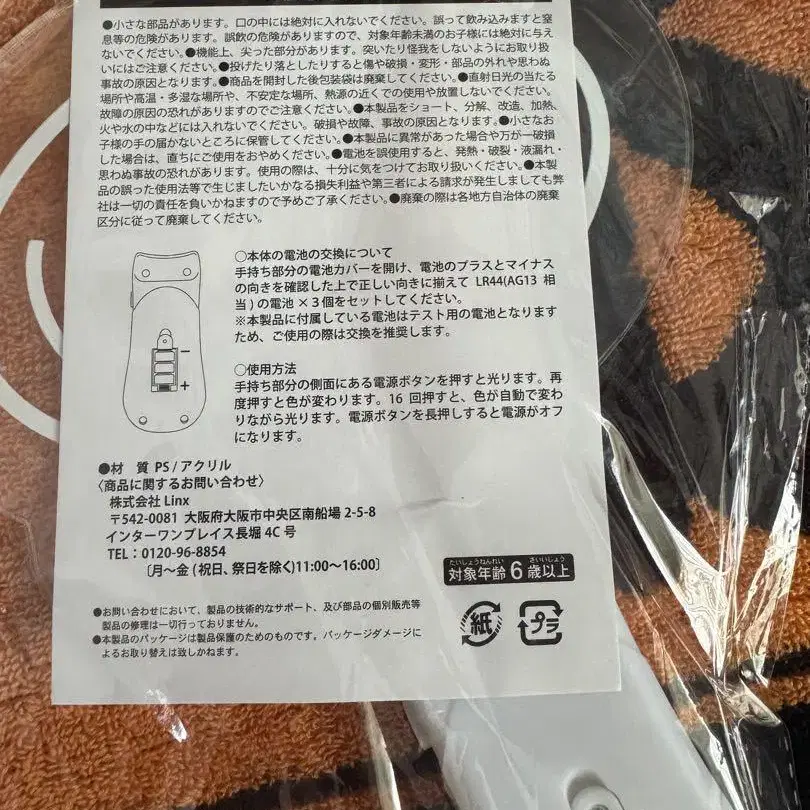 ●小さな部品があります。口の中には絶対に入れないでください。誤って飲み込みますと窒
息等の危険があります。誤飲の危険がありますので、対象年齢未満のお子様には絶対に与
えないでください。●機能上、尖った部分があります。突いたり怪我をしないようにお取り扱
いにはご注意ください。●投げたり落としたりすると傷や破損・変形・部品の外れや思わぬ
事故の原因となります。●商品を開封した後包装袋は廃棄してください。●直射日光の当たる
場所や高温・多湿な場所や、不安定な場所、熱源の近くでの使用や放置しないでください。
故障の原因の恐れがありますのでご注意ください。●本製品をショート、分解、改造、加熱、
火や水の中などには入れないでください。破損や故障、事故の原因となります。●小さなお
子様の手の届かないところに保管してください。●本製品に異常があった場合や万が一破損
した場合は、直ちにご使用をおやめください。●電池を誤使用すると、発熱・破裂・液漏れ・
思わぬ事故の恐れがあります。使用の際は、十分に気をつけてお取り扱いください。●本製
品の誤った使用法等で生じましたいかなる損失利益や第三者による請求が発生しましても弊
社は一切の責任を負いかねますので予めご了承ください。●廃棄の際は各地方自治体の廃棄
区分に従って廃棄してください。
○本体の電池の交換について
手持ち部分の電池カバーを開け、電池のプラスとマイナス
の向きを確認した上で正しい向きに揃えて LR44(AG13 相
当)の電池 × 3 個をセットしてください。
※本製品に付属している電池はテスト用の電池となります
ため、ご使用の際は交換を推奨します。
−
+
○使用方法
手持ち部分の側面にある電源ボタンを押すと光ります。再
度押すと色が変わります。16 回押すと、色が自動で変わ
りながら光ります。電源ボタンを長押しすると電源がオフ
になります。
●材 質 PS/アクリル
〈商品に関するお問い合わせ〉
株式会社 Linx
〒542-0081 大阪府大阪市中央区南船場 2-5-8
インターワンプレイス長堀 4C 号
TEL：0120-96-8854
〔月〜金 (祝日、祭日を除く)11:00〜16:00〕
たいしょうねんれい さいいじょう
対象年齢 6 歳以上
●お問い合わせにおいて、製品の技術的なサポート、及び部品の個別販売等
製品の修理は一切行っておりません。
●本製品のパッケージは製品保護のためのものです。パッケージダメージに
よるお取り替えは致しかねます。
紙
プラ